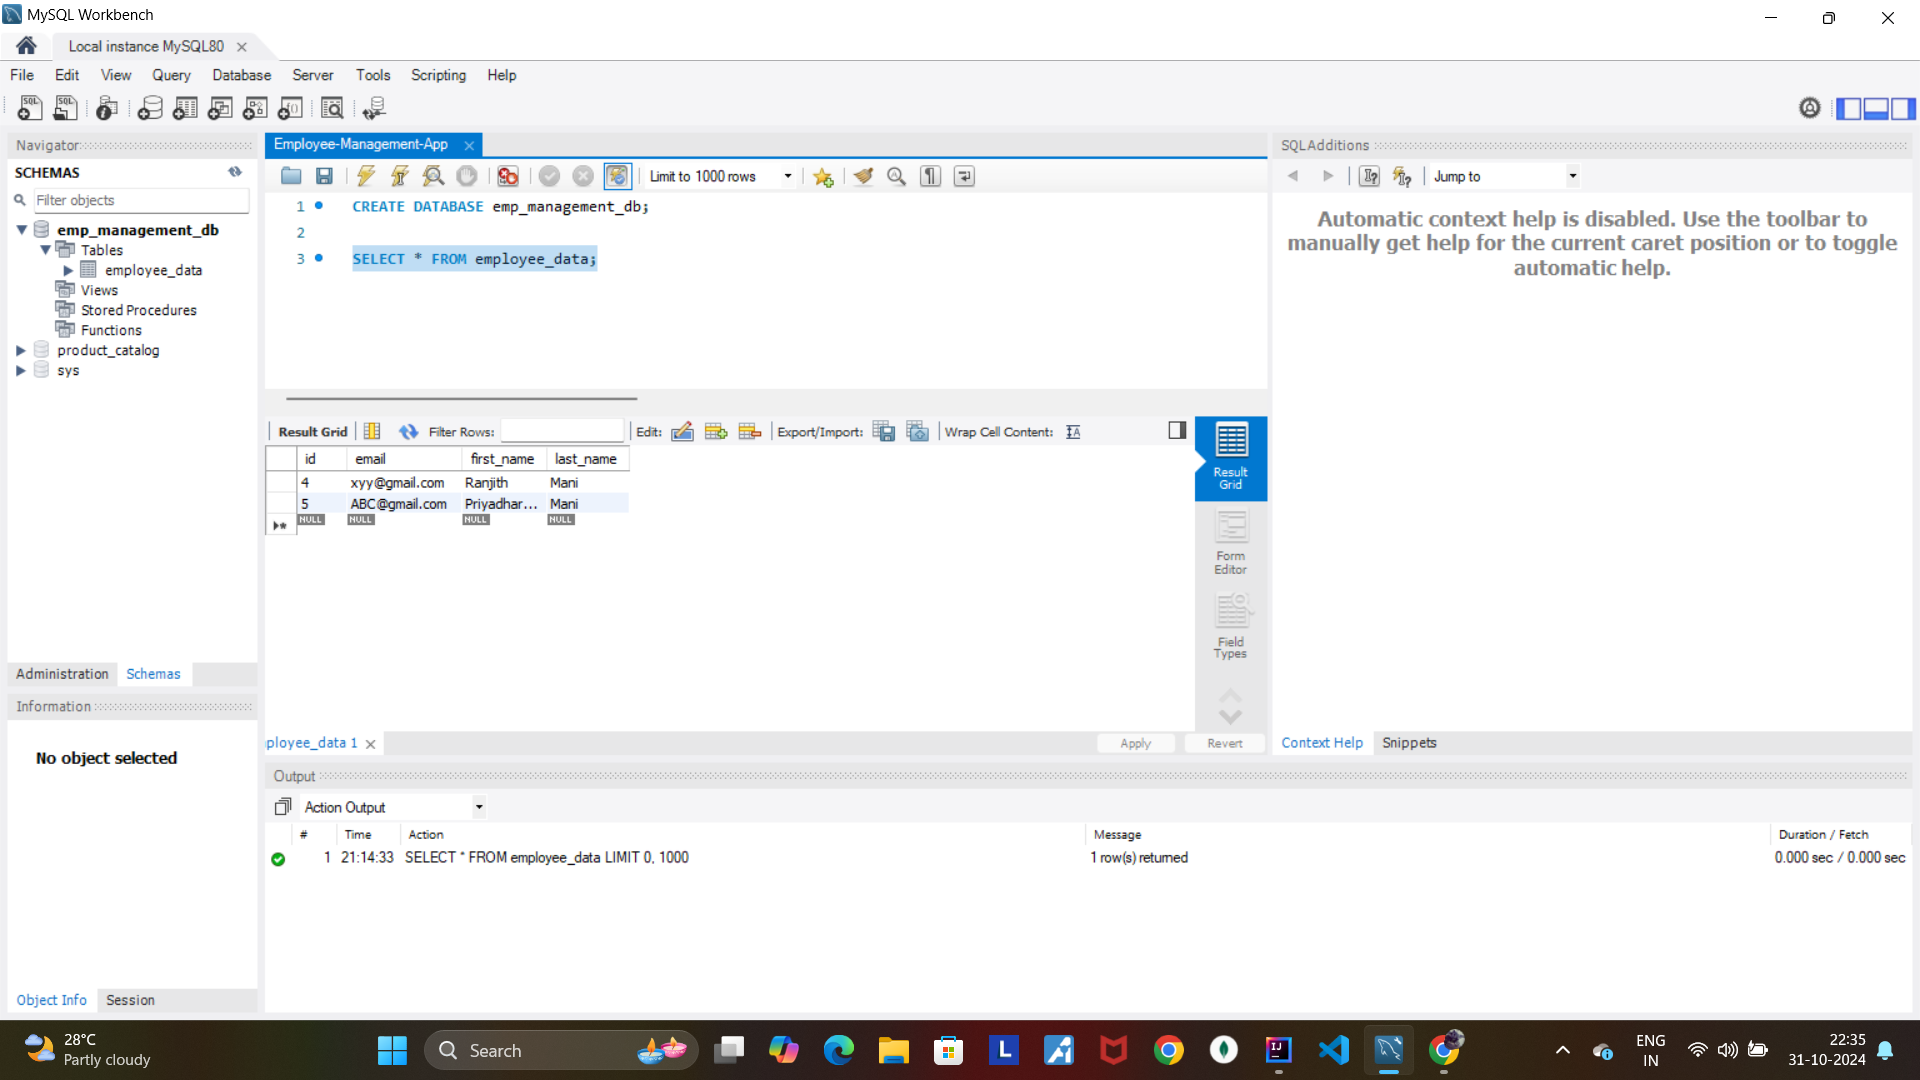 MySQL Workbench
Local instance MySQL80
File Edit View Query Database Server Tools Scripting Help
Navigator
SCHEMAS
Filter objects
emp_management_db
Tables
employee_data
Views
Stored Procedures
Functions
product_catalog
sys
Administration Schemas
Information
No object selected
Object Info Session
Employee-Management-App
Limit to 1000 rows
1 CREATE DATABASE emp_management_db;
2
3 SELECT * FROM employee_data;
Result Grid Filter Rows: Edit: Export/Import: Wrap Cell Content:
id email first_name last_name
4 xyy@gmail.com Ranjith Mani
5 ABC@gmail.com Priyadhar... Mani
NULL NULL NULL NULL
Result
Grid
Form
Editor
Field
Types
ployee_data 1
Apply Revert
SQLAdditions
Jump to
Automatic context help is disabled. Use the toolbar to
manually get help for the current caret position or to toggle
automatic help.
Context Help Snippets
Output
Action Output
# Time Action Message Duration / Fetch
1 21:14:33 SELECT * FROM employee_data LIMIT 0, 1000 1 row(s) returned 0.000 sec / 0.000 sec
28°C
Partly cloudy
Search
ENG
IN
22:35
31-10-2024